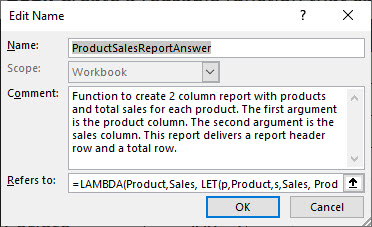 Edit Name
Name:
ProductSalesReportAnswer
Scope:
Workbook
Comment:
Function to create 2 column report with products
and total sales for each product. The first argument
is the product column. The second argument is the
sales column. This report delivers a report header
row and a total row.
Refers to:
=LAMBDA(Product,Sales, LET(p,Product,s,Sales, Prod
OK
Cancel